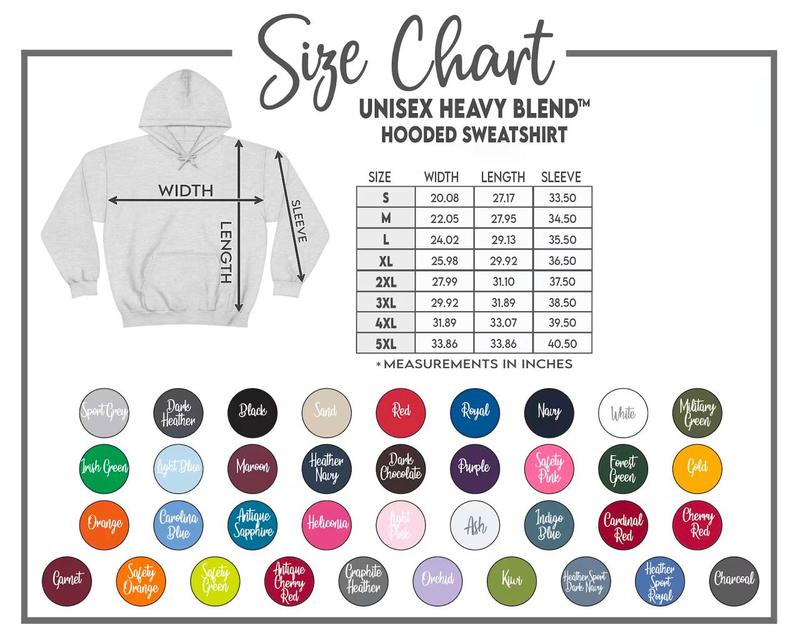 Size Chart
UNISEX HEAVY BLEND™
HOODED SWEATSHIRT
WIDTH
LENGTH
SLEEVE
SIZE WIDTH LENGTH SLEEVE
S 20.08 27.17 33.50
M 22.05 27.95 34.50
L 24.02 29.13 35.50
XL 25.98 29.92 36.50
2XL 27.99 31.10 37.50
3XL 29.92 31.89 38.50
4XL 31.89 33.07 39.50
5XL 33.86 33.86 40.50
*MEASUREMENTS IN INCHES
Sport Grey
Dark
Heather
Black
Sand
Red
Royal
Navy
White
Military
Green
Irish Green
Light Blue
Maroon
Heather
Navy
Dark
Chocolate
Purple
Safety
Pink
Forest
Green
Gold
Orange
Carolina
Blue
Antique
Sapphire
Heliconia
Light
Pink
Ash
Indigo
Blue
Cardinal
Red
Cherry
Red
Garnet
Safety
Orange
Safety
Green
Antique
Cherry
Red
Graphite
Heather
Orchid
Kiwi
Heather Sport
Dark Navy
Heather
Sport
Royal
Charcoal